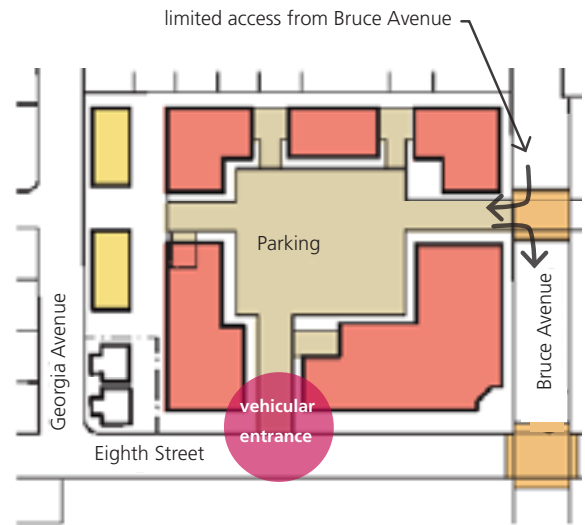 limited access from Bruce Avenue
Parking
Georgia Avenue
Bruce Avenue
vehicular
entrance
Eighth Street